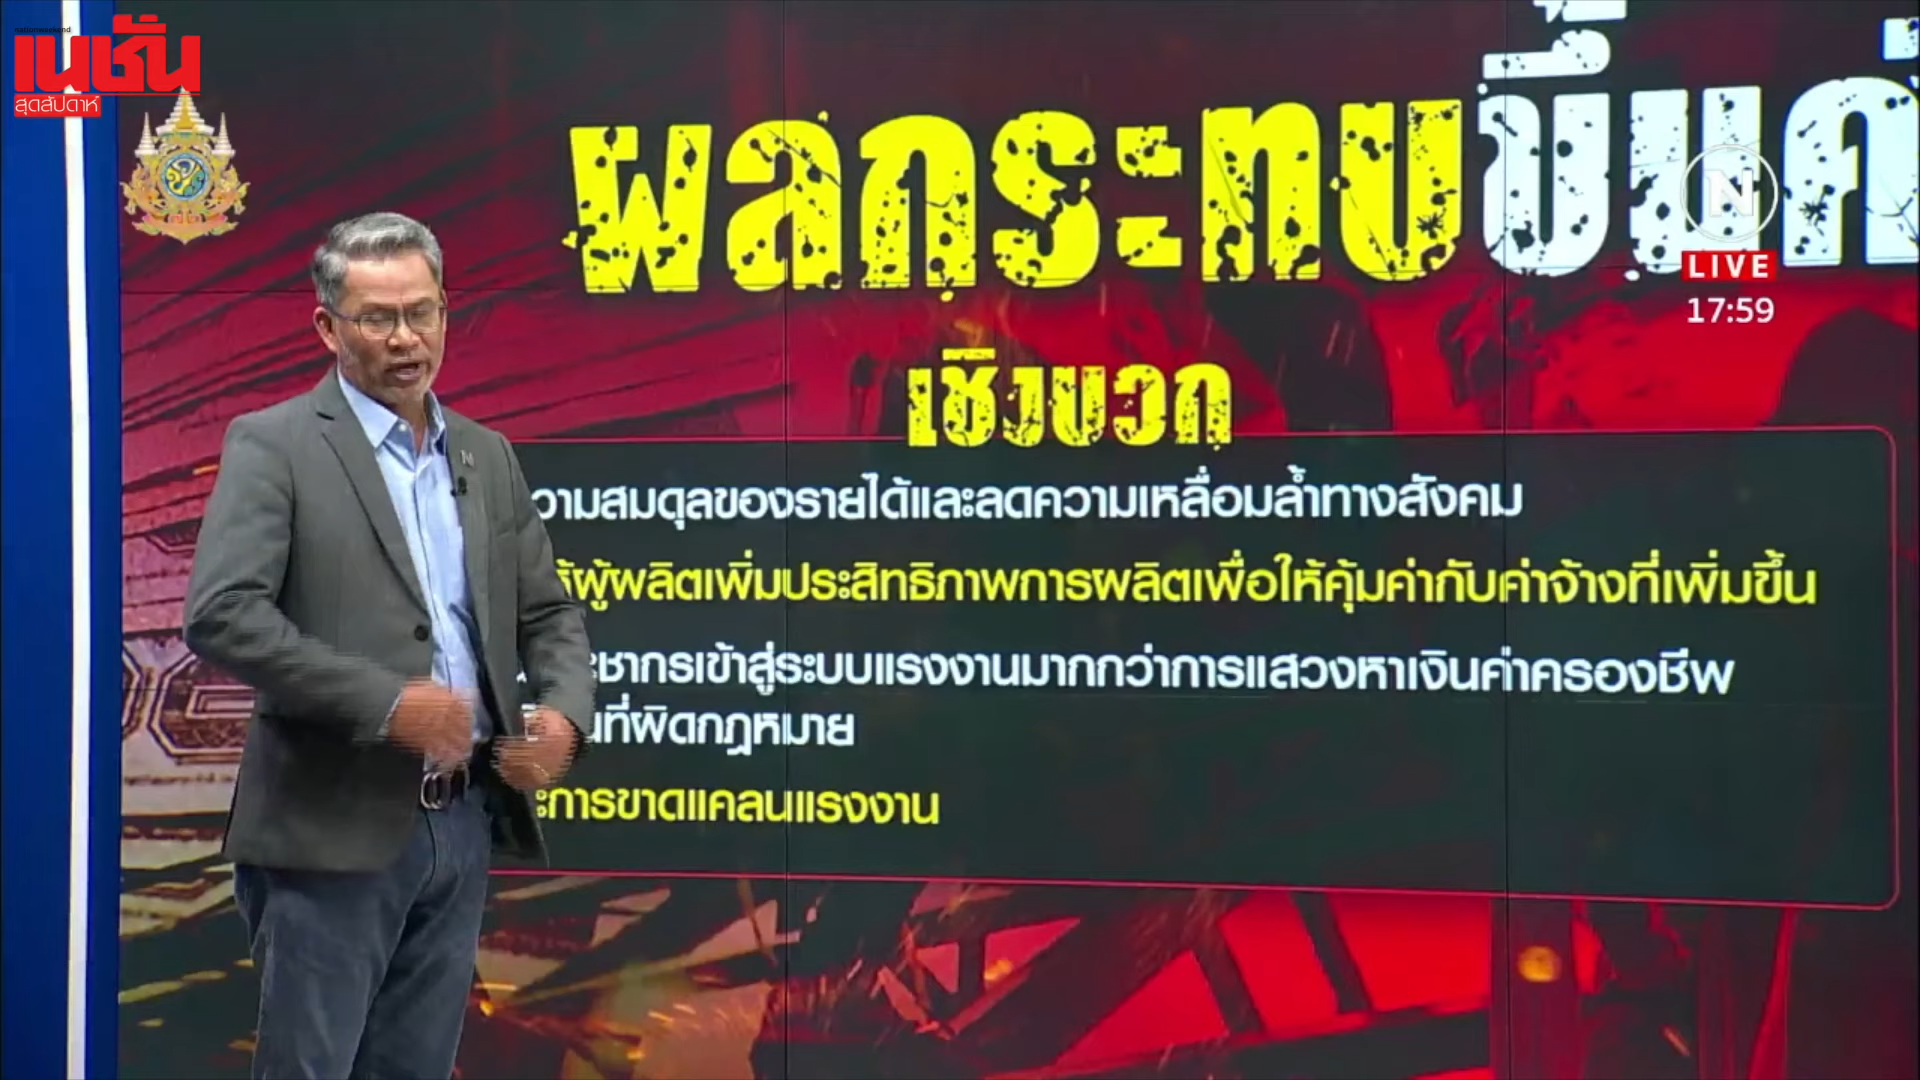 nationweekend
เนชั่น
สุดสัปดาห์
ผลกระทบขึ้นค่
N
LIVE
17:59
เชิงบวก
วามสมดุลของรายได้และลดความเหลื่อมล้ำทางสังคม
ห้ผู้ผลิตเพิ่มประสิทธิภาพการผลิตเพื่อให้คุ้มค่ากับค่าจ้างที่เพิ่มขึ้น
ะชากรเข้าสู่ระบบแรงงานมากกว่าการแสวงหาเงินค่าครองชีพ
นที่ผิดกฎหมาย
ะการขาดแคลนแรงงาน